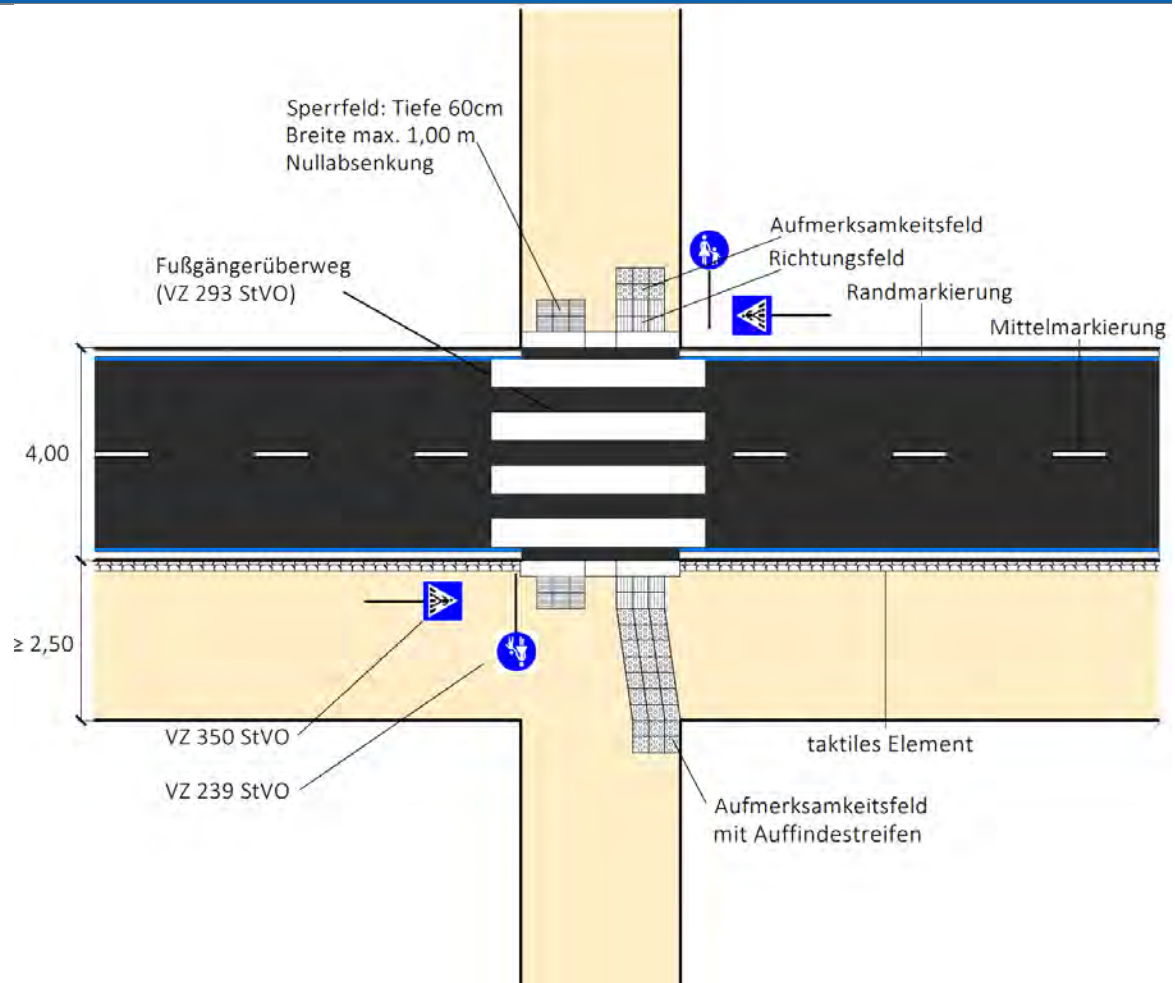 Sperrfeld: Tiefe 60cm
Breite max. 1,00 m
Nullabsenkung
Aufmerksamkeitsfeld
Richtungsfeld
Fußgängerüberweg
(VZ 293 StVO)
Randmarkierung
Mittelmarkierung
4,00
≥ 2,50
VZ 350 StVO
taktiles Element
VZ 239 StVO
Aufmerksamkeitsfeld
mit Auffindestreifen